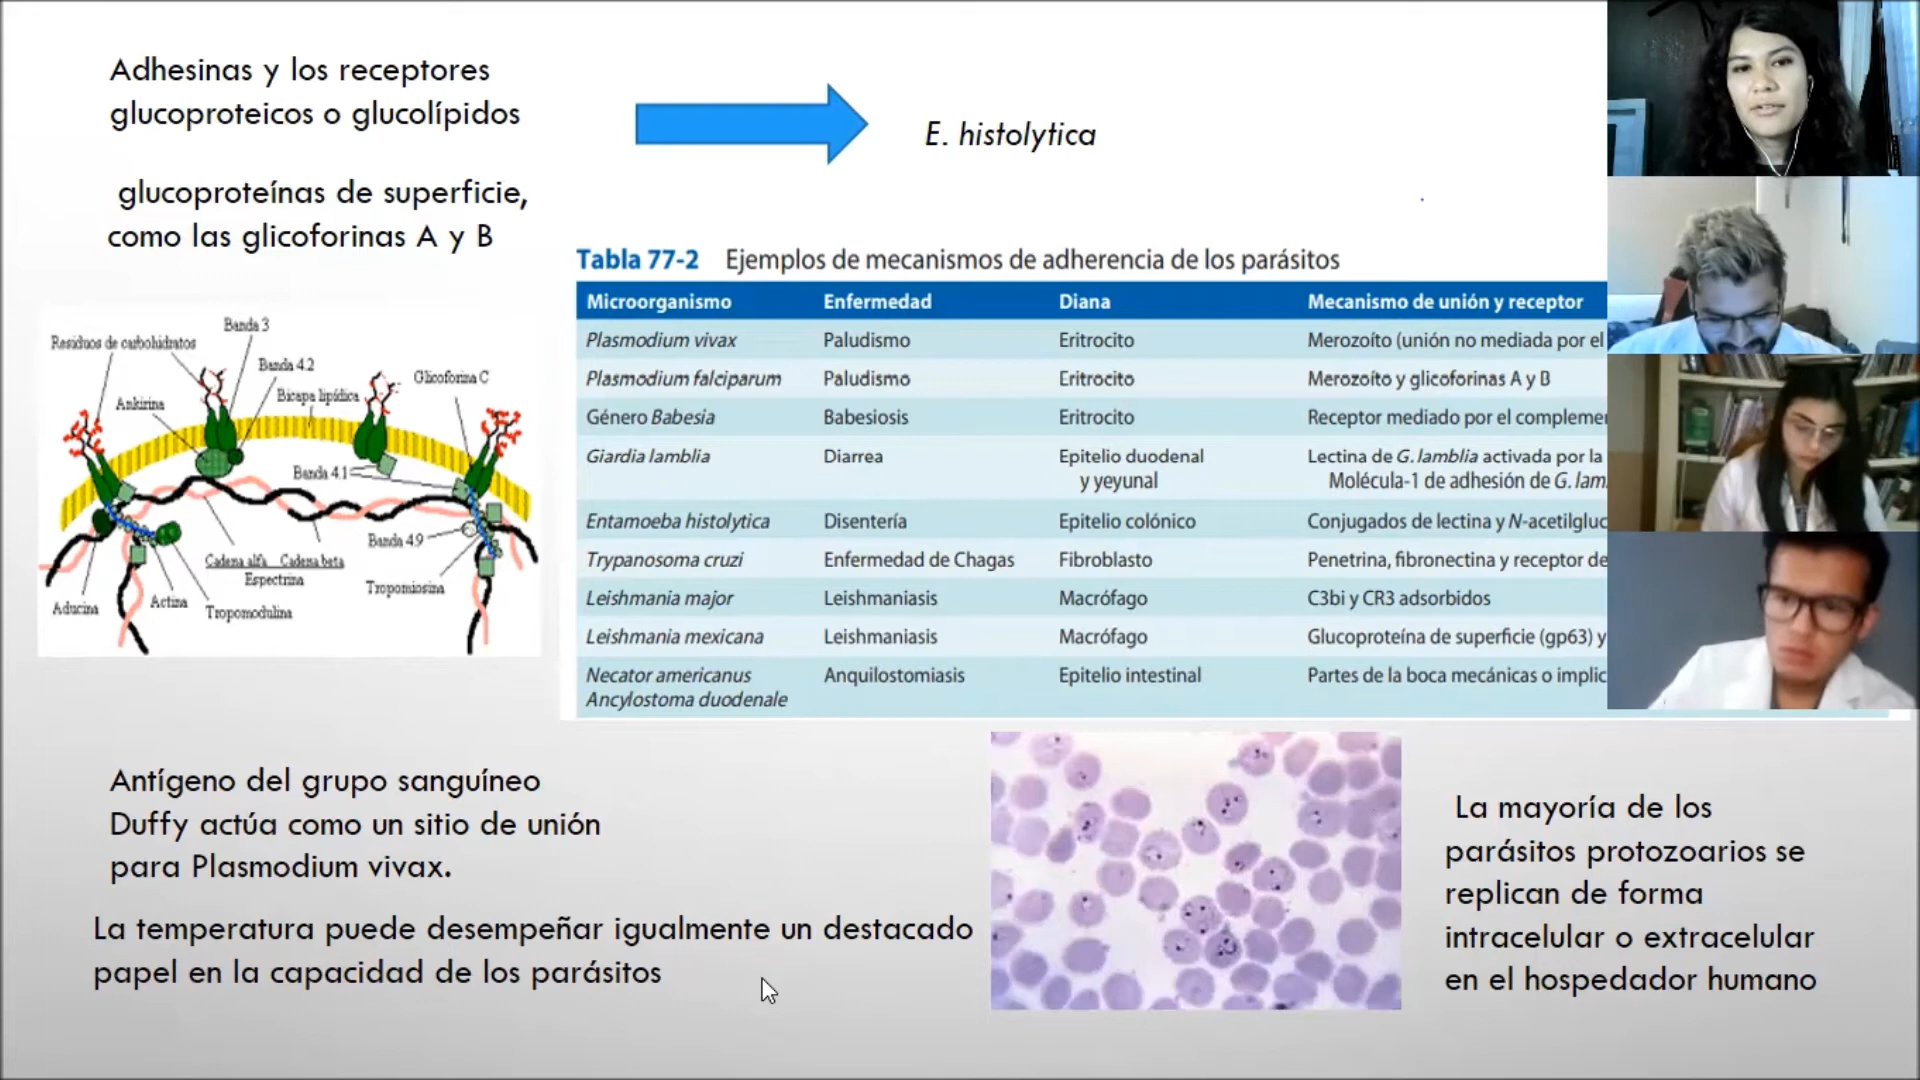 Adhesinas y los receptores
glucoproteicos o glucolípidos
E. histolytica
glucoproteínas de superficie,
como las glicoforinas A y B
Tabla 77-2 Ejemplos de mecanismos de adherencia de los parásitos
Microorganismo Enfermedad Diana Mecanismo de unión y receptor
Plasmodium vivax Paludismo Eritrocito Merozoíto (unión no mediada por el
Plasmodium falciparum Paludismo Eritrocito Merozoíto y glicoforinas A y B
Género Babesia Babesiosis Eritrocito Receptor mediado por el
Giardia lamblia Diarrea Epitelio duodenal Lectina de G. lamblia activada por la
y yeyunal Molécula-1 de adhesión de G.
Entamoeba histolytica Disentería Epitelio colónico Conjugados de lectina y
Trypanosoma cruzi Enfermedad de Chagas Fibroblasto Penetrina, fibronectina y receptor de
Leishmania major Leishmaniasis Macrófago C3bi y CR3 adsorbidos
Leishmania mexicana Leishmaniasis Macrófago Glucoproteína de superficie (gp63) y
Necator americanus Anquilostomiasis Epitelio intestinal Partes de la boca mecánicas o
Ancylostoma duodenale
Banda 3
Residuos de carbohidratos
Banda 4.2
Glicoforina C
Bicapa lipídica
Ankirina
Banda 4.1
Banda 4.9
Cadena alfa Cadena beta
Espectrina
Tropomiosina
Aducina
Actina
Tropomodulina
Antígeno del grupo sanguíneo
Duffy actúa como un sitio de unión
para Plasmodium vivax.
La temperatura puede desempeñar igualmente un destacado
papel en la capacidad de los parásitos
La mayoría de los
parásitos protozoarios se
replican de forma
intracelular o extracelular
en el hospedador humano